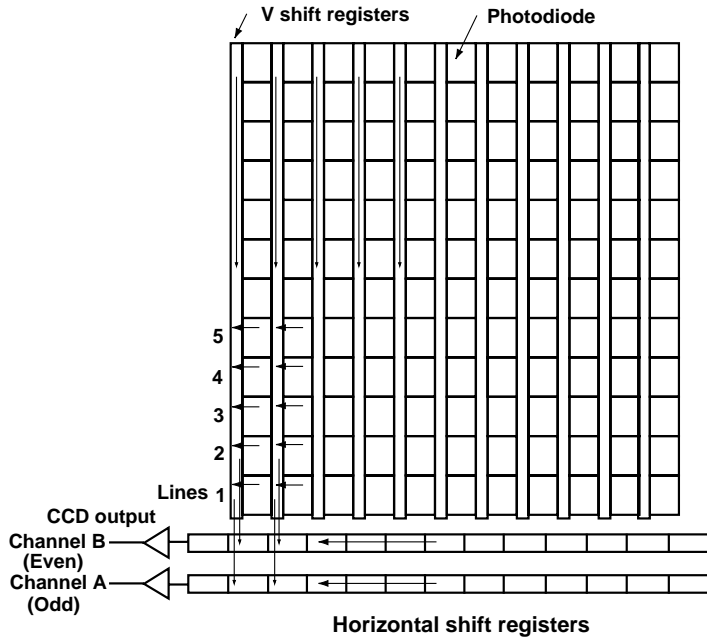 V shift registers
Photodiode
5
4
3
2
Lines 1
CCD output
Channel B
(Even)
Channel A
(Odd)
Horizontal shift registers